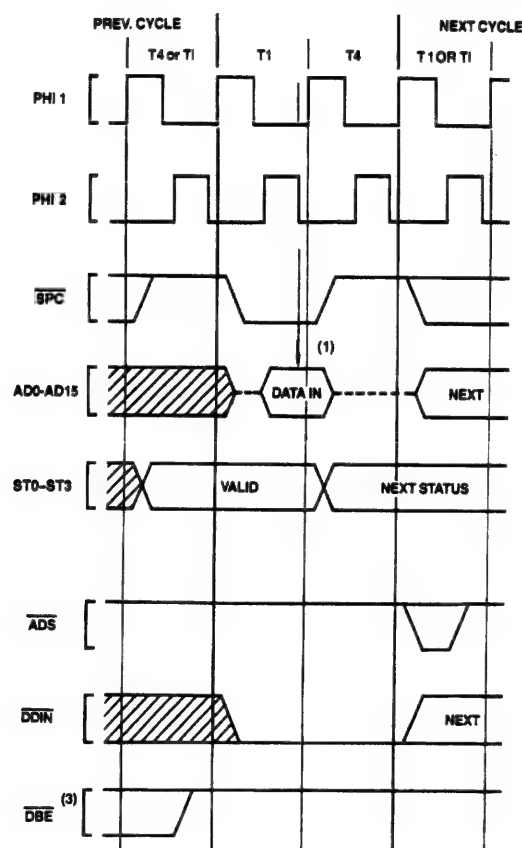 PREV. CYCLE NEXT CYCLE
T4 or Ti T1 T4 T1 OR Ti
PHI 1
PHI 2
SPC
(1)
AD0-AD15 DATA IN NEXT
ST0-ST3 VALID NEXT STATUS
ADS
DDIN NEXT
DBE (3)